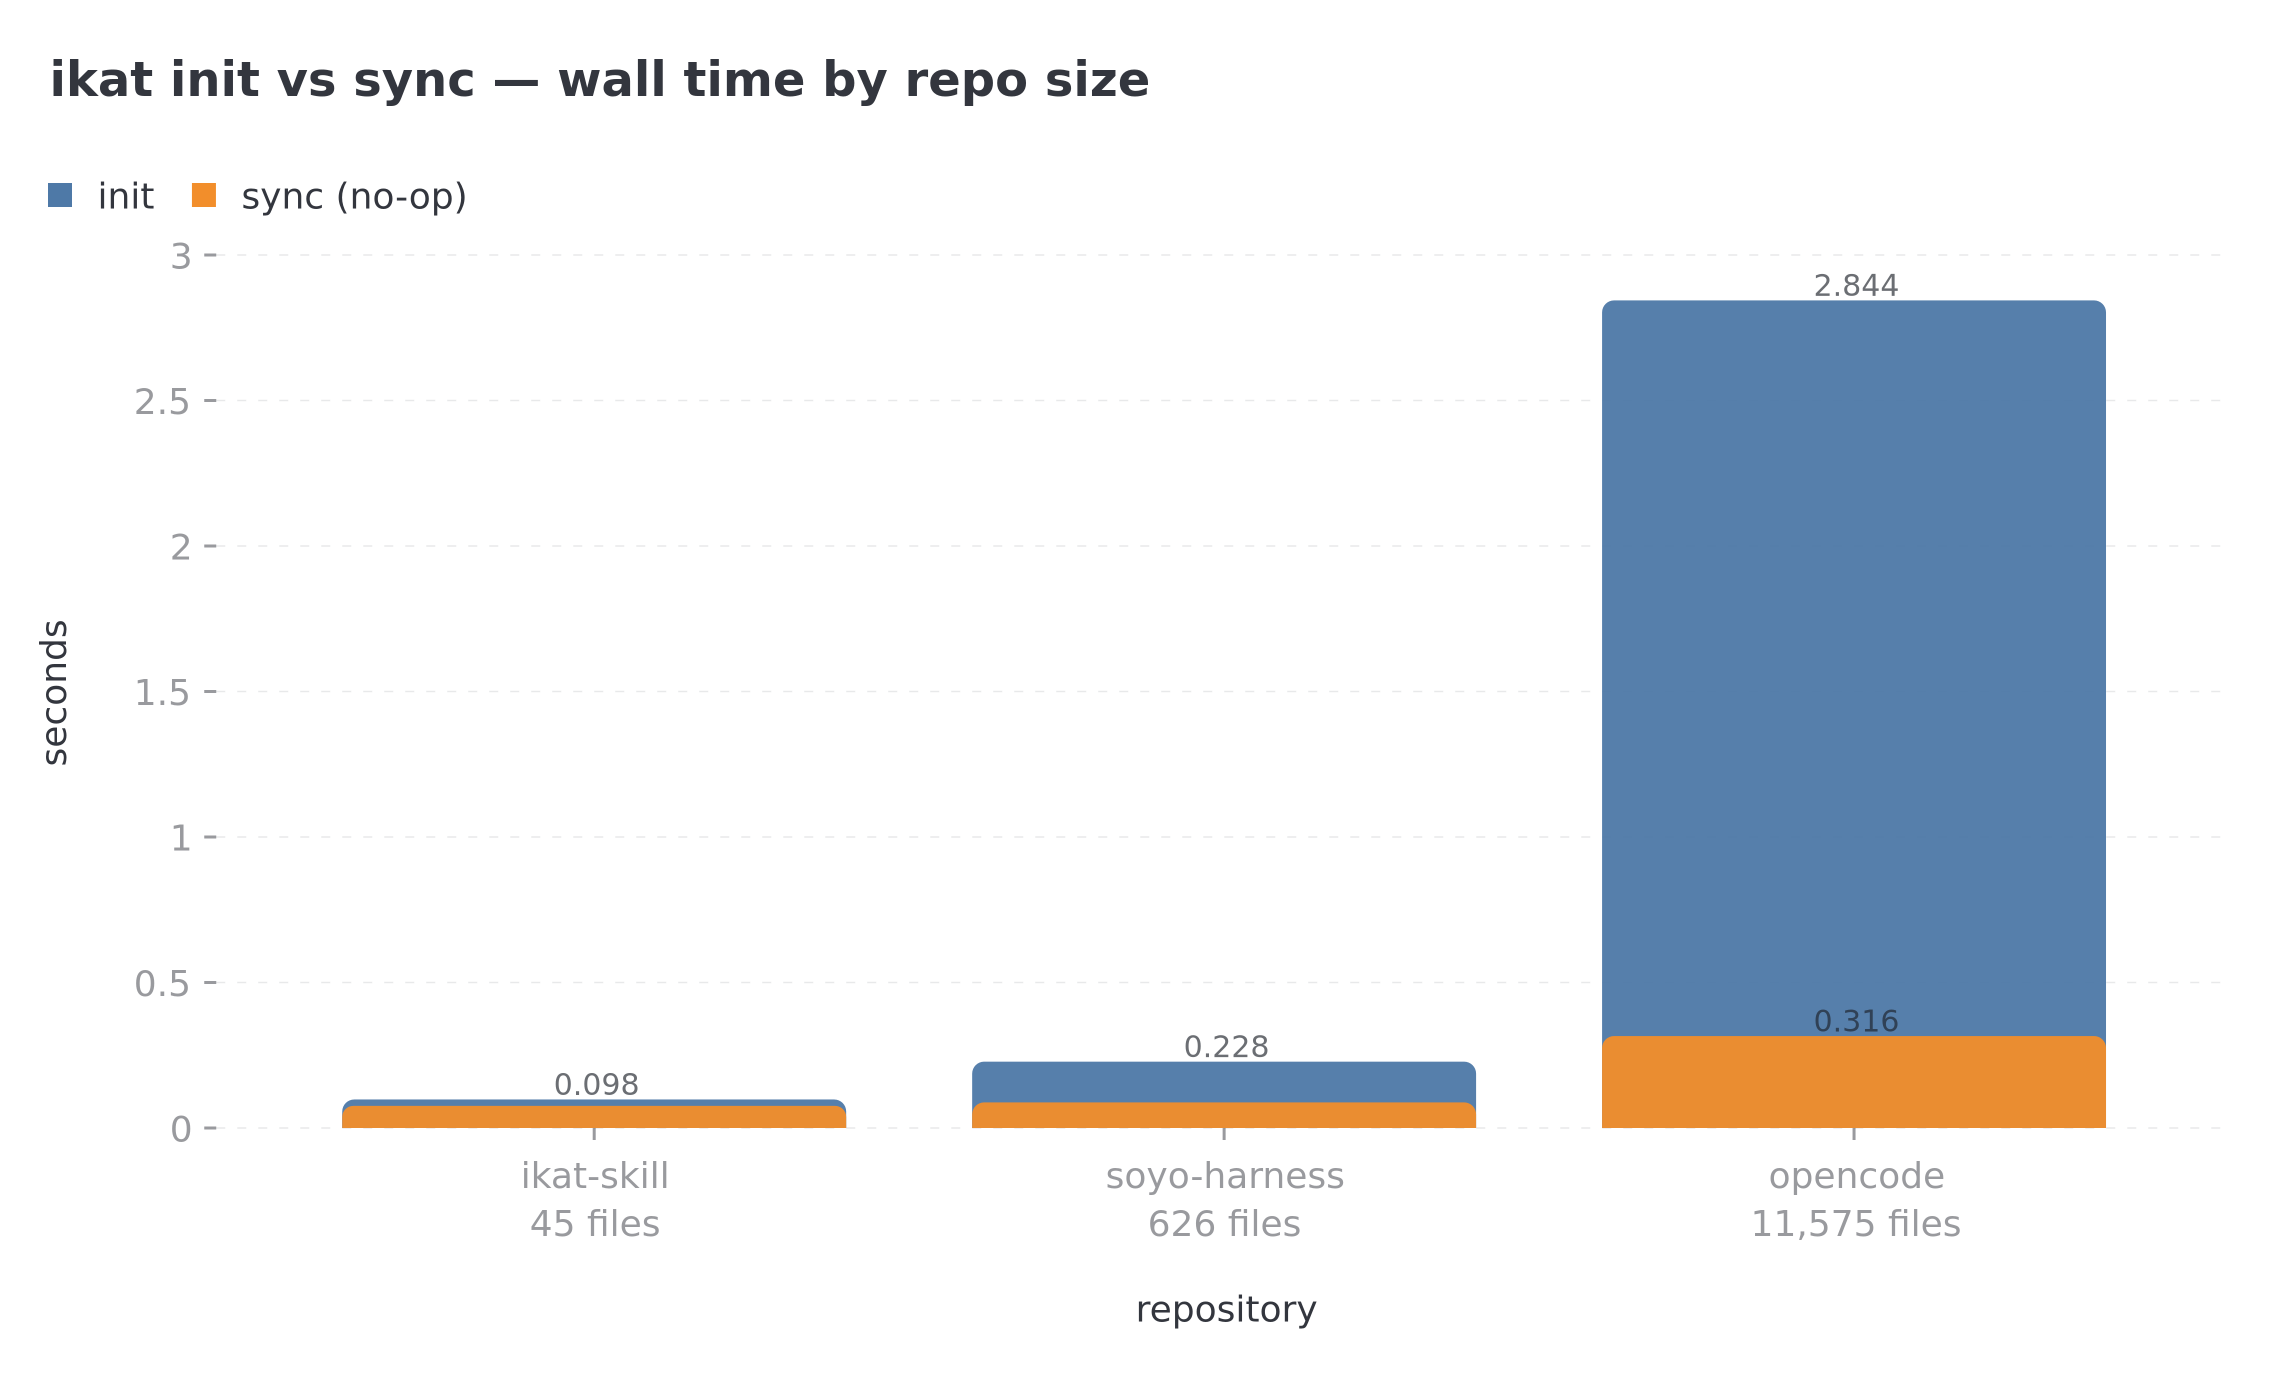 ikat init vs sync — wall time by repo size
init sync (no-op)
3
2.5
2
1.5
1
0.5
0
seconds
2.844
0.316
0.228
0.098
ikat-skill
45 files
soyo-harness
626 files
opencode
11,575 files
repository